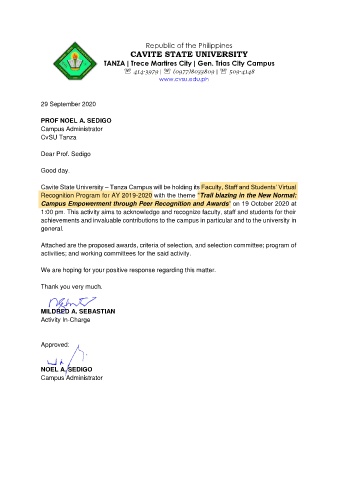 Republic of the Philippines
CAVITE STATE UNIVERSITY
TANZA | Trece Martires City | Gen. Trias City Campus
☏ 414-3979 | ☏ (0977)8035809 | ☏ 509-4148
www.cvsu.edu.ph
29 September 2020
PROF NOEL A. SEDIGO
Campus Administrator
CvSU Tanza
Dear Prof. Sedigo
Good day.
Cavite State University – Tanza Campus will be holding its Faculty, Staff and Students' Virtual
Recognition Program for AY 2019-2020 with the theme "Trail blazing in the New Normal:
Campus Empowerment through Peer Recognition and Awards" on 19 October 2020 at
1:00 pm. This activity aims to acknowledge and recognize faculty, staff and students for their
achievements and invaluable contributions to the campus in particular and to the university in
general.
Attached are the proposed awards, criteria of selection, and selection committee; program of
activities; and working committees for the said activity.
We are hoping for your positive response regarding this matter.
Thank you very much.
MILDRED A. SEBASTIAN
Activity In-Charge
Approved:
NOEL A. SEDIGO
Campus Administrator